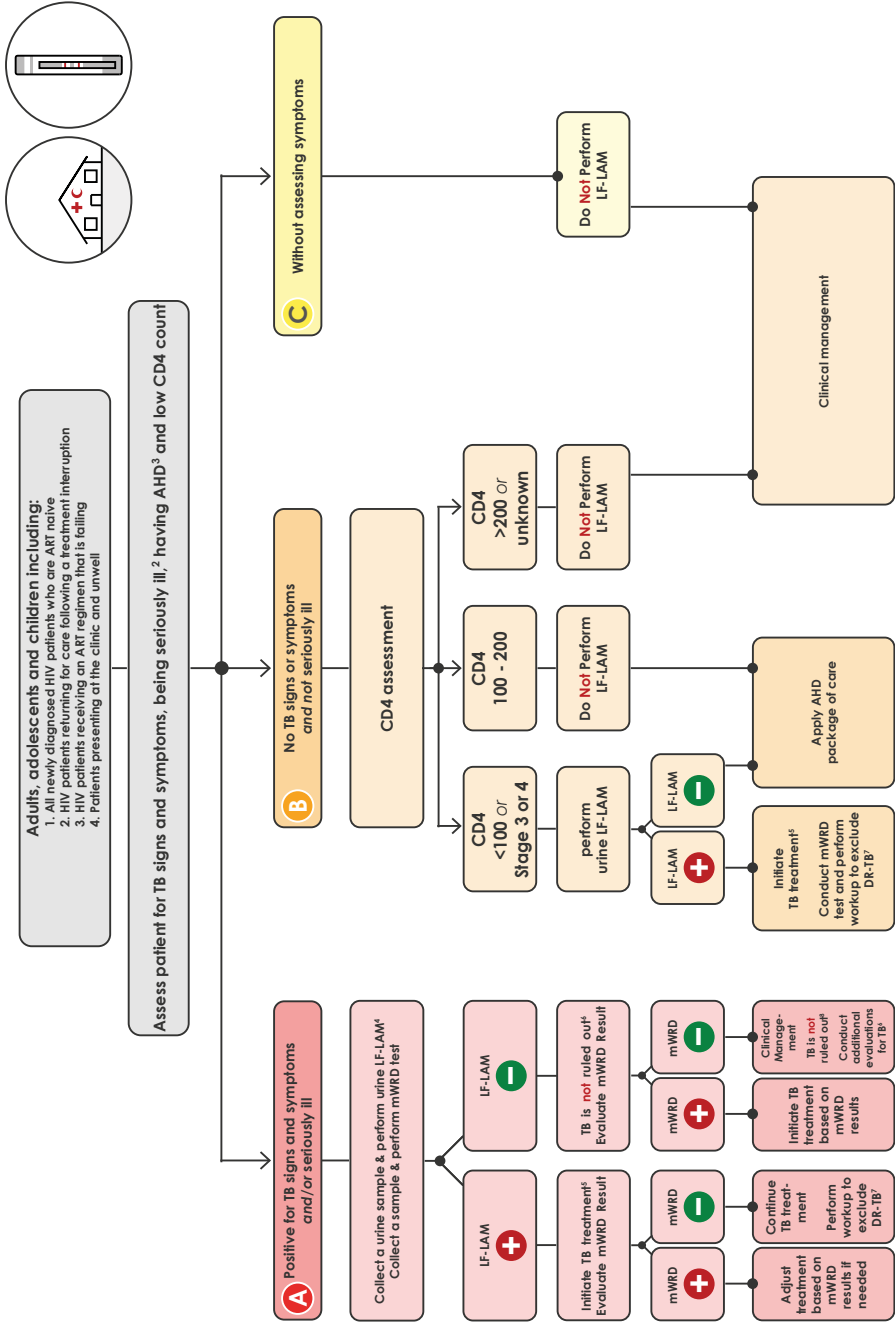 Adults, adolescents and children including:
1. All newly diagnosed HIV patients who are ART naive
2. HIV patients returning for care following a treatment interruption
3. HIV patients receiving an ART regimen that is failing
4. Patients presenting at the clinic and unwell
Assess patient for TB signs and symptoms, being seriously ill,² having AHD³ and low CD4 count
A
Positive for TB signs and symptoms
and/or seriously ill
Collect a urine sample & perform urine LF-LAM⁴
Collect a sample & perform mWRD test
LF-LAM
+
Initiate TB treatment⁵
Evaluate mWRD Result
mWRD
+
Adjust
treatment
based on
mWRD
results if
needed
mWRD
−
Continue
TB treat-
ment
Perform
workup to
exclude
DR-TB⁷
LF-LAM
−
TB is not ruled out⁶
Evaluate mWRD Result
mWRD
+
Initiate TB
treatment
based on
mWRD
results
mWRD
−
Clinical
Manage-
ment
TB is not
ruled out⁸
Conduct
additional
evaluations
for TB⁶
B
No TB signs or symptoms
and not seriously ill
CD4 assessment
CD4
<100 or
Stage 3 or 4
perform
urine LF-LAM
LF-LAM
+
Initiate
TB treatment⁵
Conduct mWRD
test and perform
workup to exclude
DR-TB⁷
LF-LAM
−
CD4
100 - 200
Do Not Perform
LF-LAM
Apply AHD
package of care
CD4
>200 or
unknown
Do Not Perform
LF-LAM
C
Without assessing symptoms
Do Not Perform
LF-LAM
Clinical management